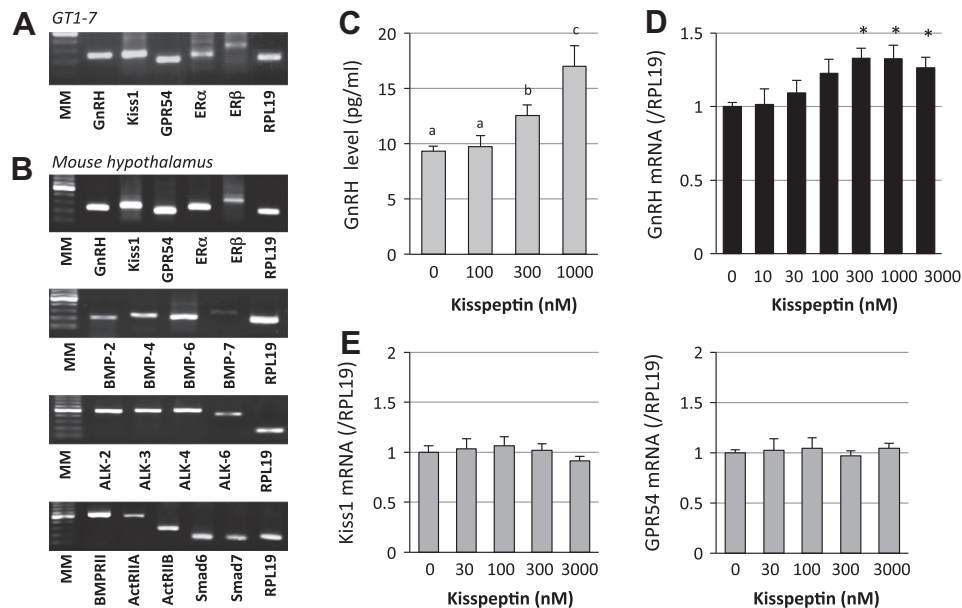 A
GT1-7
MM
GnRH
Kiss1
GPR54
ERα
ERβ
RPL19
B
Mouse hypothalamus
MM
GnRH
Kiss1
GPR54
ERα
ERβ
RPL19
MM
BMP-2
BMP-4
BMP-6
BMP-7
RPL19
MM
ALK-2
ALK-3
ALK-4
ALK-6
RPL19
MM
BMPRII
ActRIIA
ActRIIB
Smad6
Smad7
RPL19
C
GnRH level (pg/ml)
20
15
10
5
0
a
a
b
c
0 100 300 1000
Kisspeptin (nM)
D
GnRH mRNA (/RPL19)
1.5
1
0.5
0
* * *
0 10 30 100 300 1000 3000
Kisspeptin (nM)
E
Kiss1 mRNA (/RPL19)
2
1.5
1
0.5
0
0 30 100 300 3000
Kisspeptin (nM)
GPR54 mRNA (/RPL19)
2
1.5
1
0.5
0
0 30 100 300 3000
Kisspeptin (nM)